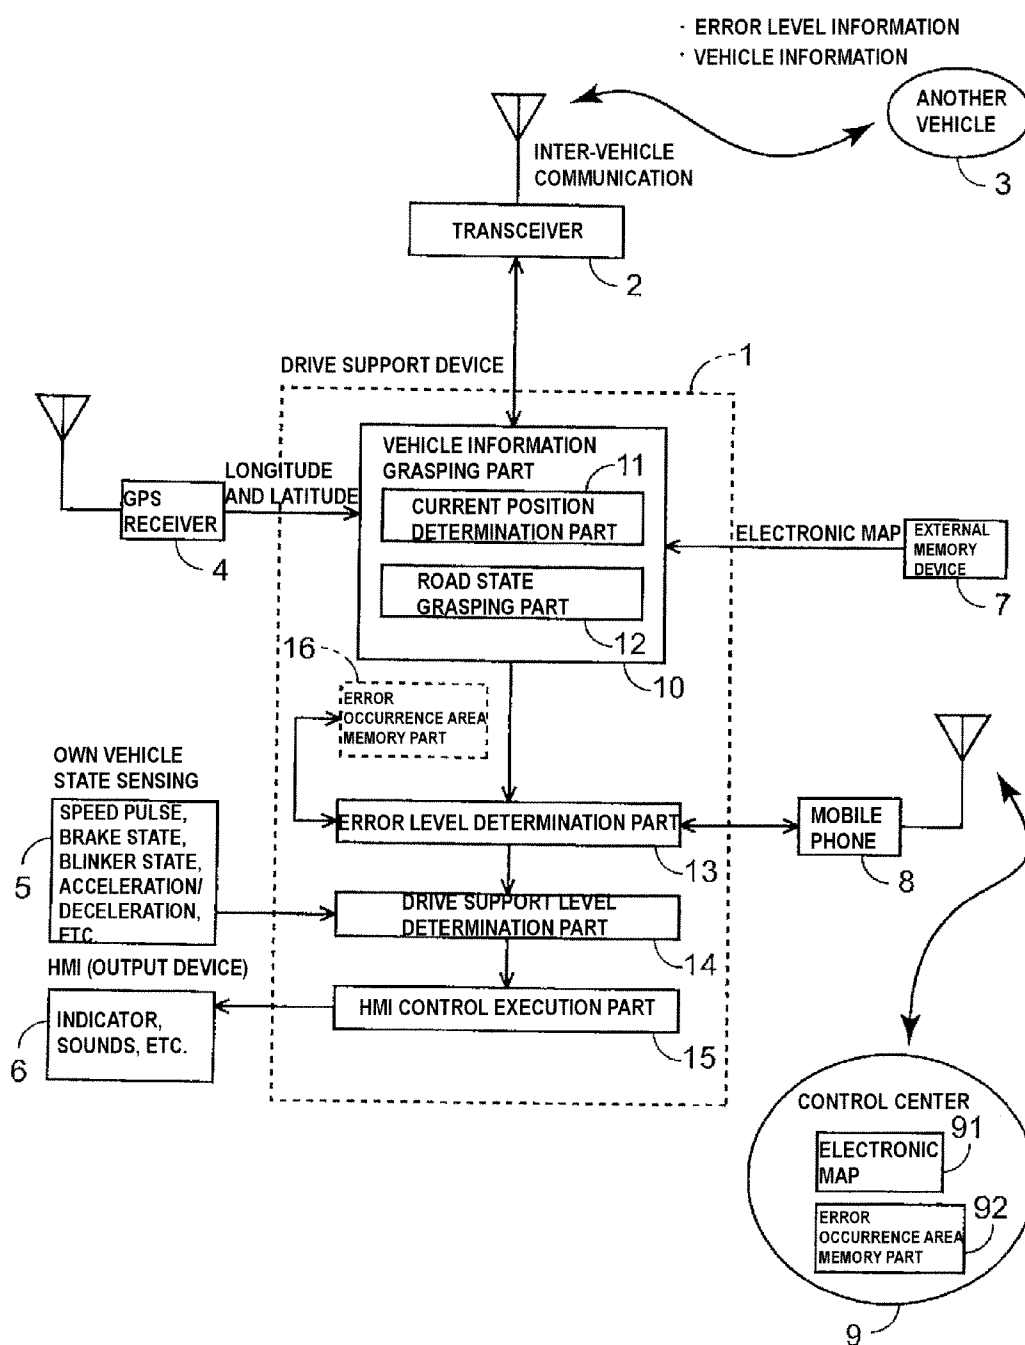 · ERROR LEVEL INFORMATION
· VEHICLE INFORMATION
ANOTHER
VEHICLE
3
INTER-VEHICLE
COMMUNICATION
TRANSCEIVER
2
DRIVE SUPPORT DEVICE
1
VEHICLE INFORMATION
GRASPING PART
11
CURRENT POSITION
DETERMINATION PART
ROAD STATE
GRASPING PART
12
10
LONGITUDE
AND LATITUDE
GPS
RECEIVER
4
ELECTRONIC MAP
EXTERNAL
MEMORY
DEVICE
7
16
ERROR
OCCURRENCE AREA
MEMORY PART
OWN VEHICLE
STATE SENSING
SPEED PULSE,
BRAKE STATE,
BLINKER STATE,
ACCELERATION/
DECELERATION,
ETC.
5
ERROR LEVEL DETERMINATION PART
13
MOBILE
PHONE
8
DRIVE SUPPORT LEVEL
DETERMINATION PART
14
HMI (OUTPUT DEVICE)
INDICATOR,
SOUNDS, ETC.
6
HMI CONTROL EXECUTION PART
15
CONTROL CENTER
91
ELECTRONIC
MAP
92
ERROR
OCCURRENCE AREA
MEMORY PART
9